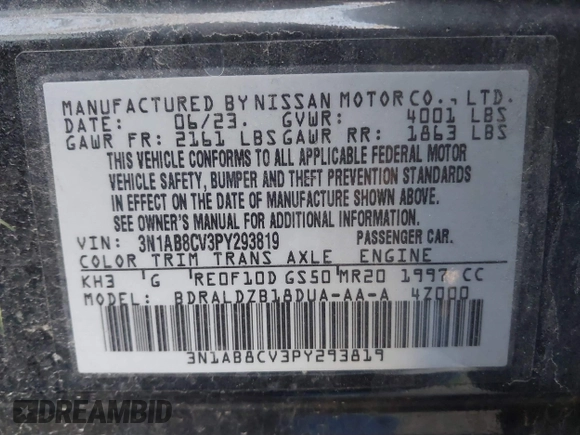 MANUFACTURED BY NISSAN MOTOR CO., LTD.
DATE: 06/23. GVWR: 4001 LBS
GAWR FR: 2161 LBS GAWR RR: 1863 LBS
THIS VEHICLE CONFORMS TO ALL APPLICABLE FEDERAL MOTOR
VEHICLE SAFETY, BUMPER AND THEFT PREVENTION STANDARDS
IN EFFECT ON THE DATE OF MANUFACTURE SHOWN ABOVE.
SEE OWNER'S MANUAL FOR ADDITIONAL INFORMATION.
VIN: 3N1AB8CV3PY293819 PASSENGER CAR.
COLOR TRIM TRANS AXLE ENGINE
KH3 G RE0F10D GS50 MR20 1997 CC
MODEL: BDRALDZB18DUA-AA-A 4Z000
3N1AB8CV3PY293819
DREAMBID